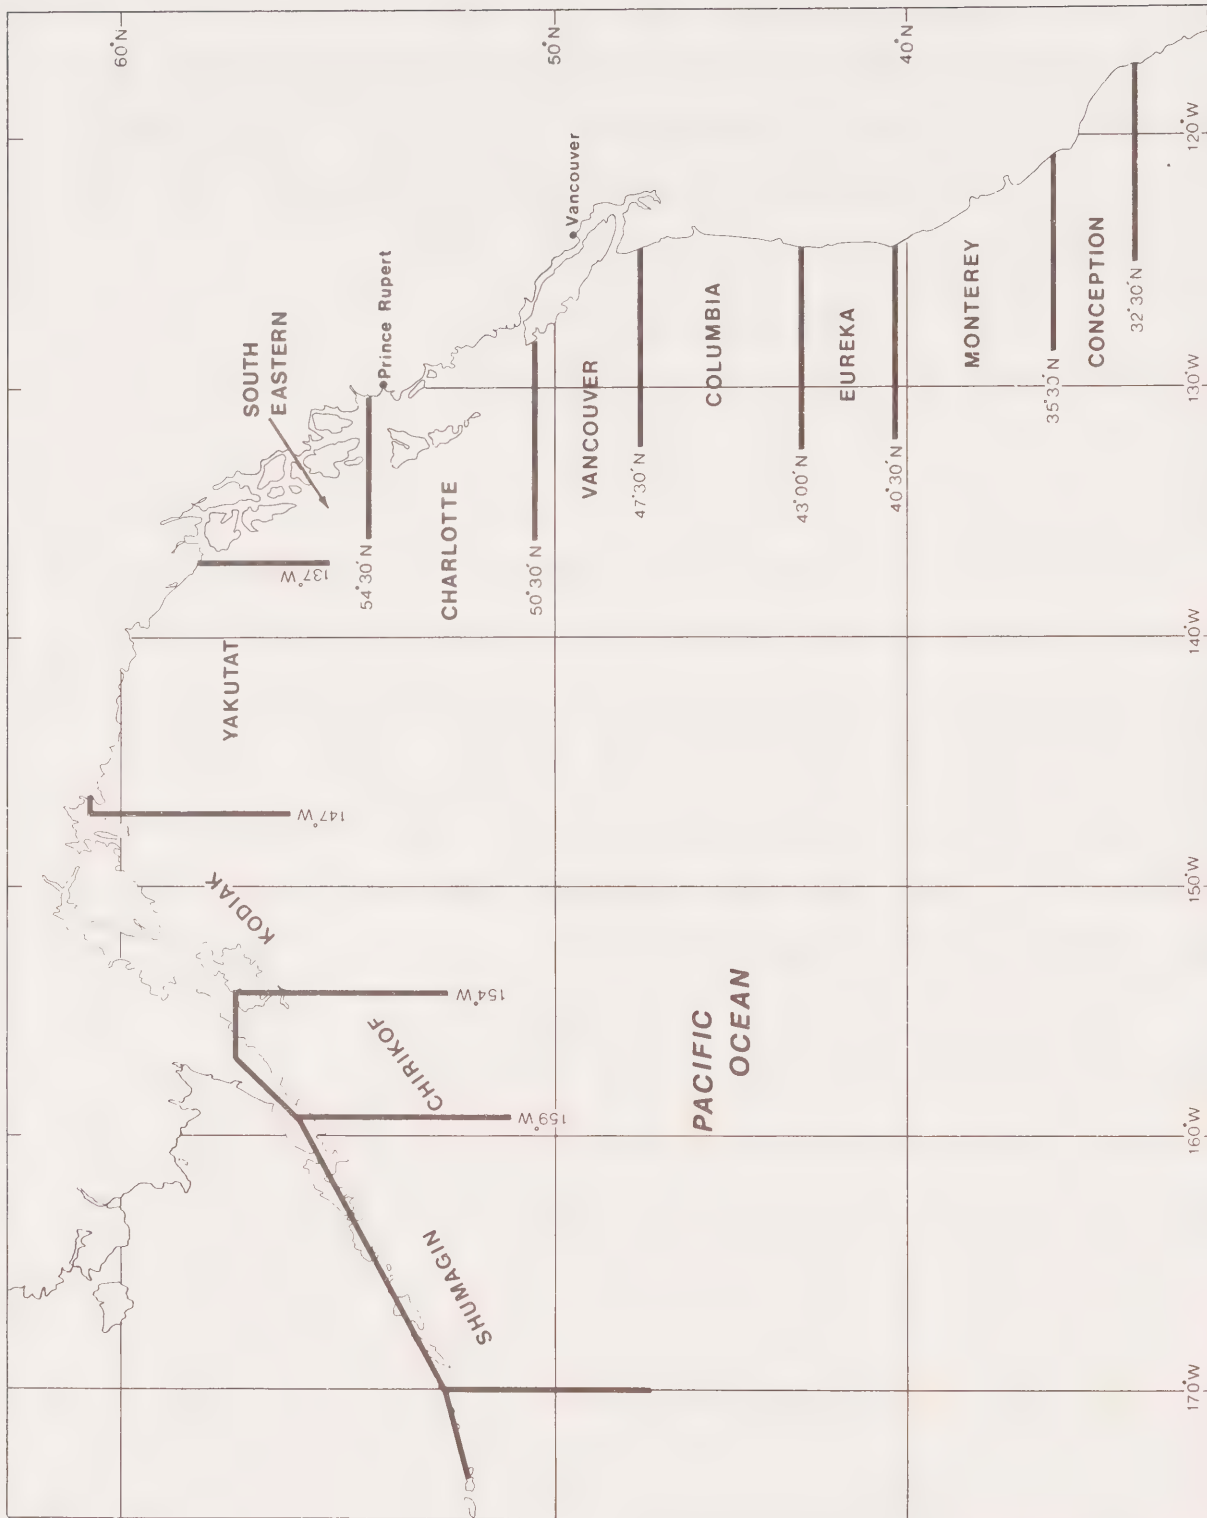 60°N
50°N
40°N
SOUTH
EASTERN
Prince Rupert
Vancouver
137°W
54°30′N
CHARLOTTE
50°30′N
VANCOUVER
47°30′N
COLUMBIA
43°00′N
EUREKA
40°30′N
MONTEREY
35°30′N
CONCEPTION
32°30′N
120°W
130°W
140°W
150°W
160°W
170°W
YAKUTAT
147°W
KODIAK
154°W
CHIRIKOF
159°W
SHUMAGIN
PACIFIC
OCEAN